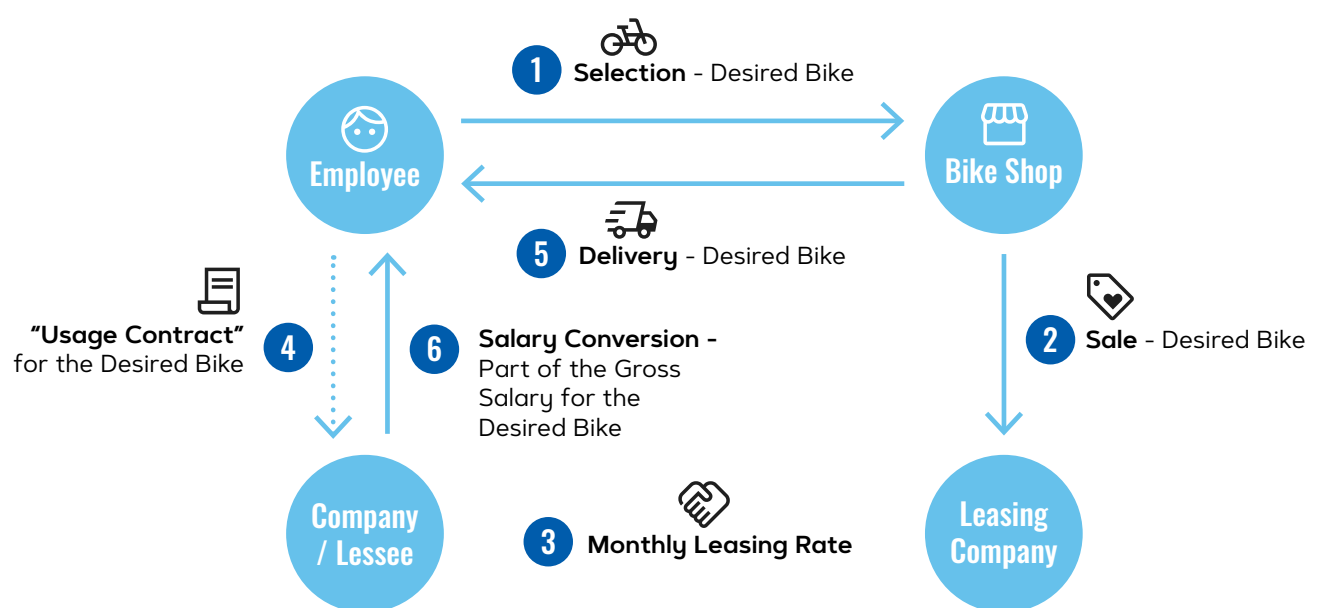 1 Selection - Desired Bike
Employee
Bike Shop
5 Delivery - Desired Bike
“Usage Contract”
for the Desired Bike
4
6
Salary Conversion -
Part of the Gross
Salary for the
Desired Bike
2 Sale - Desired Bike
Company
/ Lessee
3 Monthly Leasing Rate
Leasing
Company